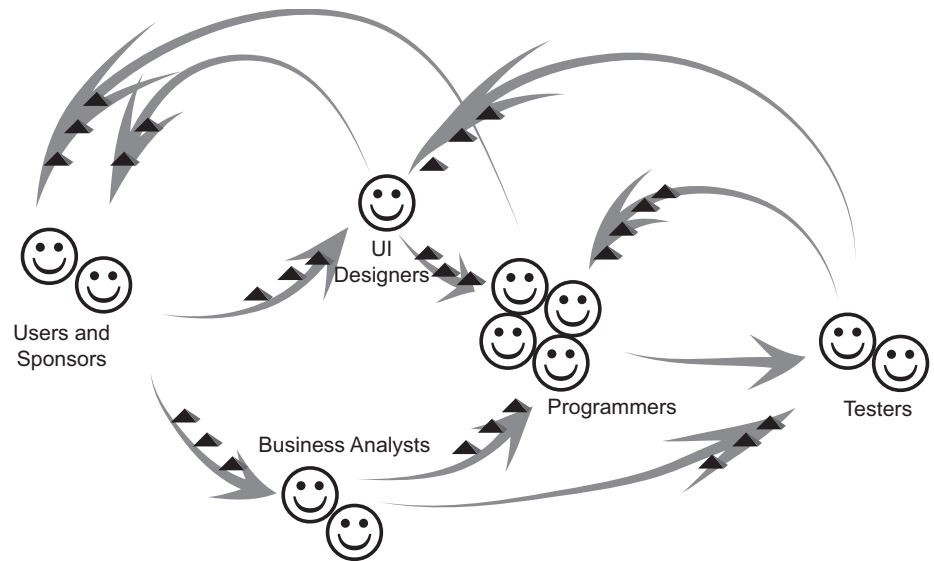 UI
Designers
Users and
Sponsors
Programmers
Testers
Business Analysts